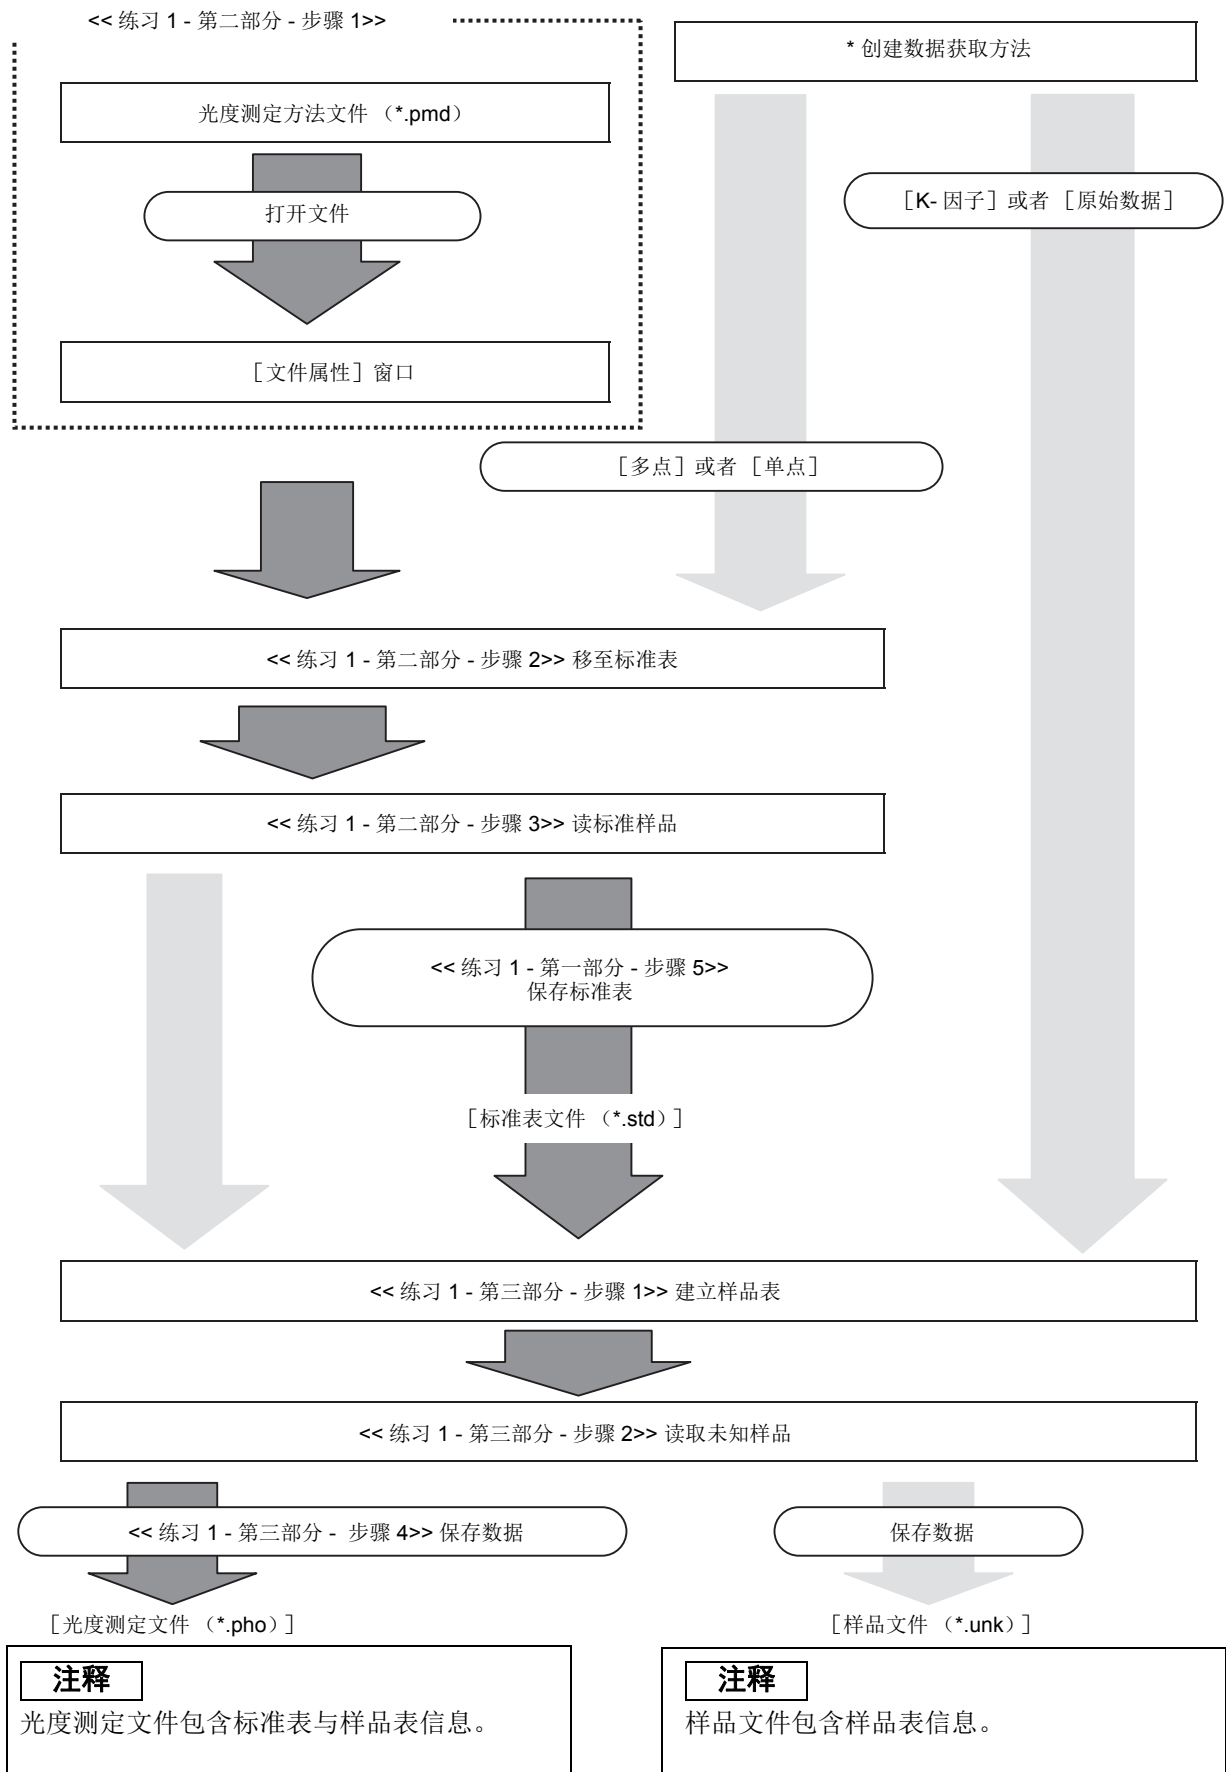 << 练习 1 - 第二部分 - 步骤 1>>
* 创建数据获取方法
光度测定方法文件 （*.pmd）
打开文件
［K- 因子］或者 ［原始数据］
［文件属性］窗口
［多点］或者 ［单点］
<< 练习 1 - 第二部分 - 步骤 2>> 移至标准表
<< 练习 1 - 第二部分 - 步骤 3>> 读标准样品
<< 练习 1 - 第一部分 - 步骤 5>>
保存标准表
［标准表文件 （*.std）］
<< 练习 1 - 第三部分 - 步骤 1>> 建立样品表
<< 练习 1 - 第三部分 - 步骤 2>> 读取未知样品
<< 练习 1 - 第三部分 - 步骤 4>> 保存数据
保存数据
［光度测定文件 （*.pho）］
［样品文件 （*.unk）］
注释
光度测定文件包含标准表与样品表信息。
注释
样品文件包含样品表信息。